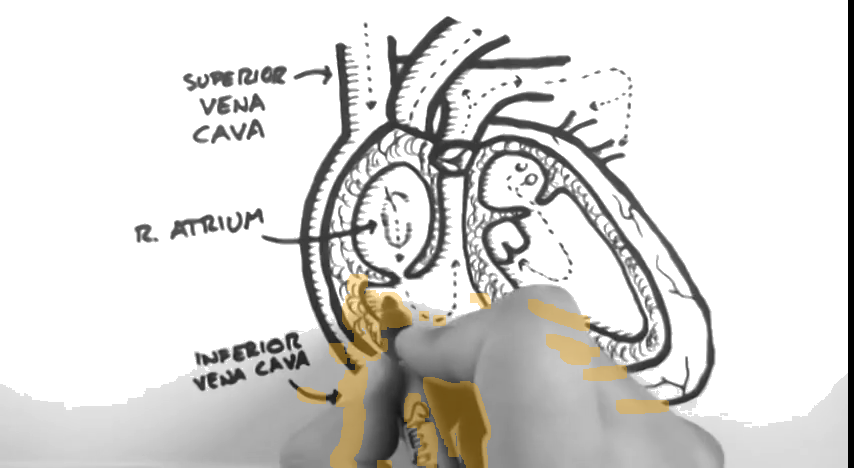 SUPERIOR
VENA
CAVA
R. ATRIUM
INFERIOR
VENA CAVA